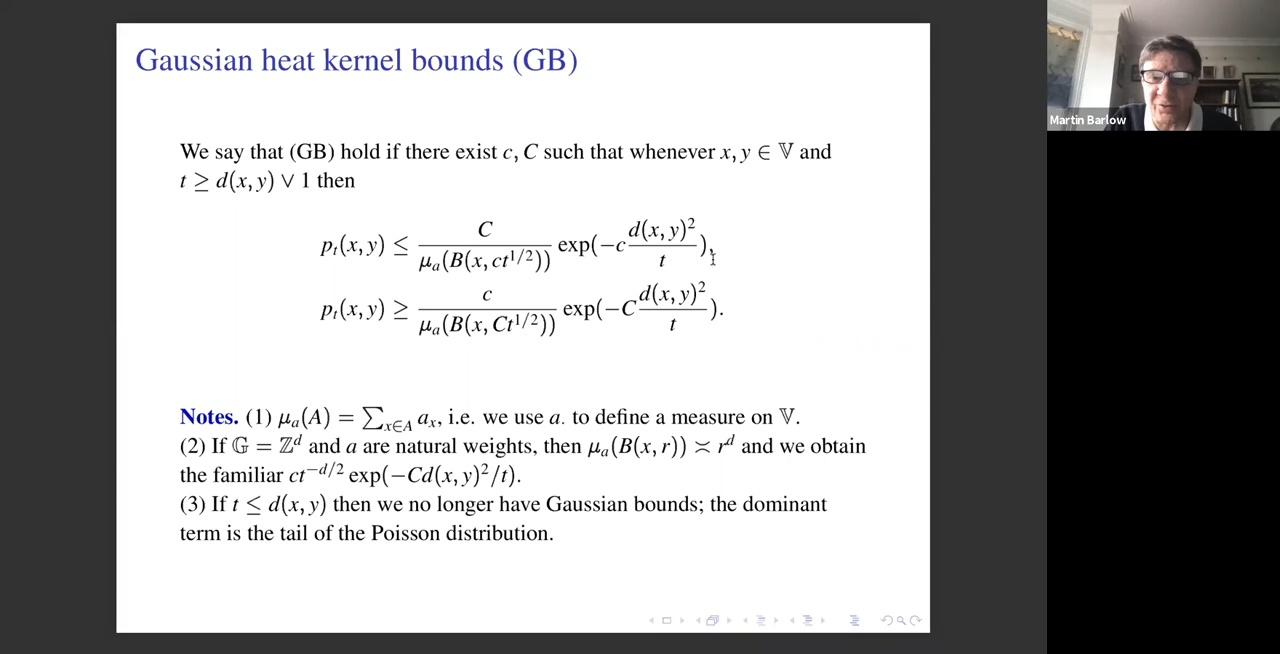 Gaussian heat kernel bounds (GB)
We say that (GB) hold if there exist c, C such that whenever x, y ∈ 𝕍 and
t ≥ d(x, y) ∨ 1 then
p_t(x, y) ≤ C / μ_a(B(x, ct^{1/2})) exp(−c d(x, y)^2 / t),
p_t(x, y) ≥ c / μ_a(B(x, Ct^{1/2})) exp(−C d(x, y)^2 / t).
Notes. (1) μ_a(A) = ∑_{x∈A} a_x, i.e. we use a. to define a measure on 𝕍.
(2) If 𝔾 = ℤ^d and a are natural weights, then μ_a(B(x, r)) ≍ r^d and we obtain
the familiar ct^{−d/2} exp(−Cd(x, y)^2/t).
(3) If t ≤ d(x, y) then we no longer have Gaussian bounds; the dominant
term is the tail of the Poisson distribution.
Martin Barlow